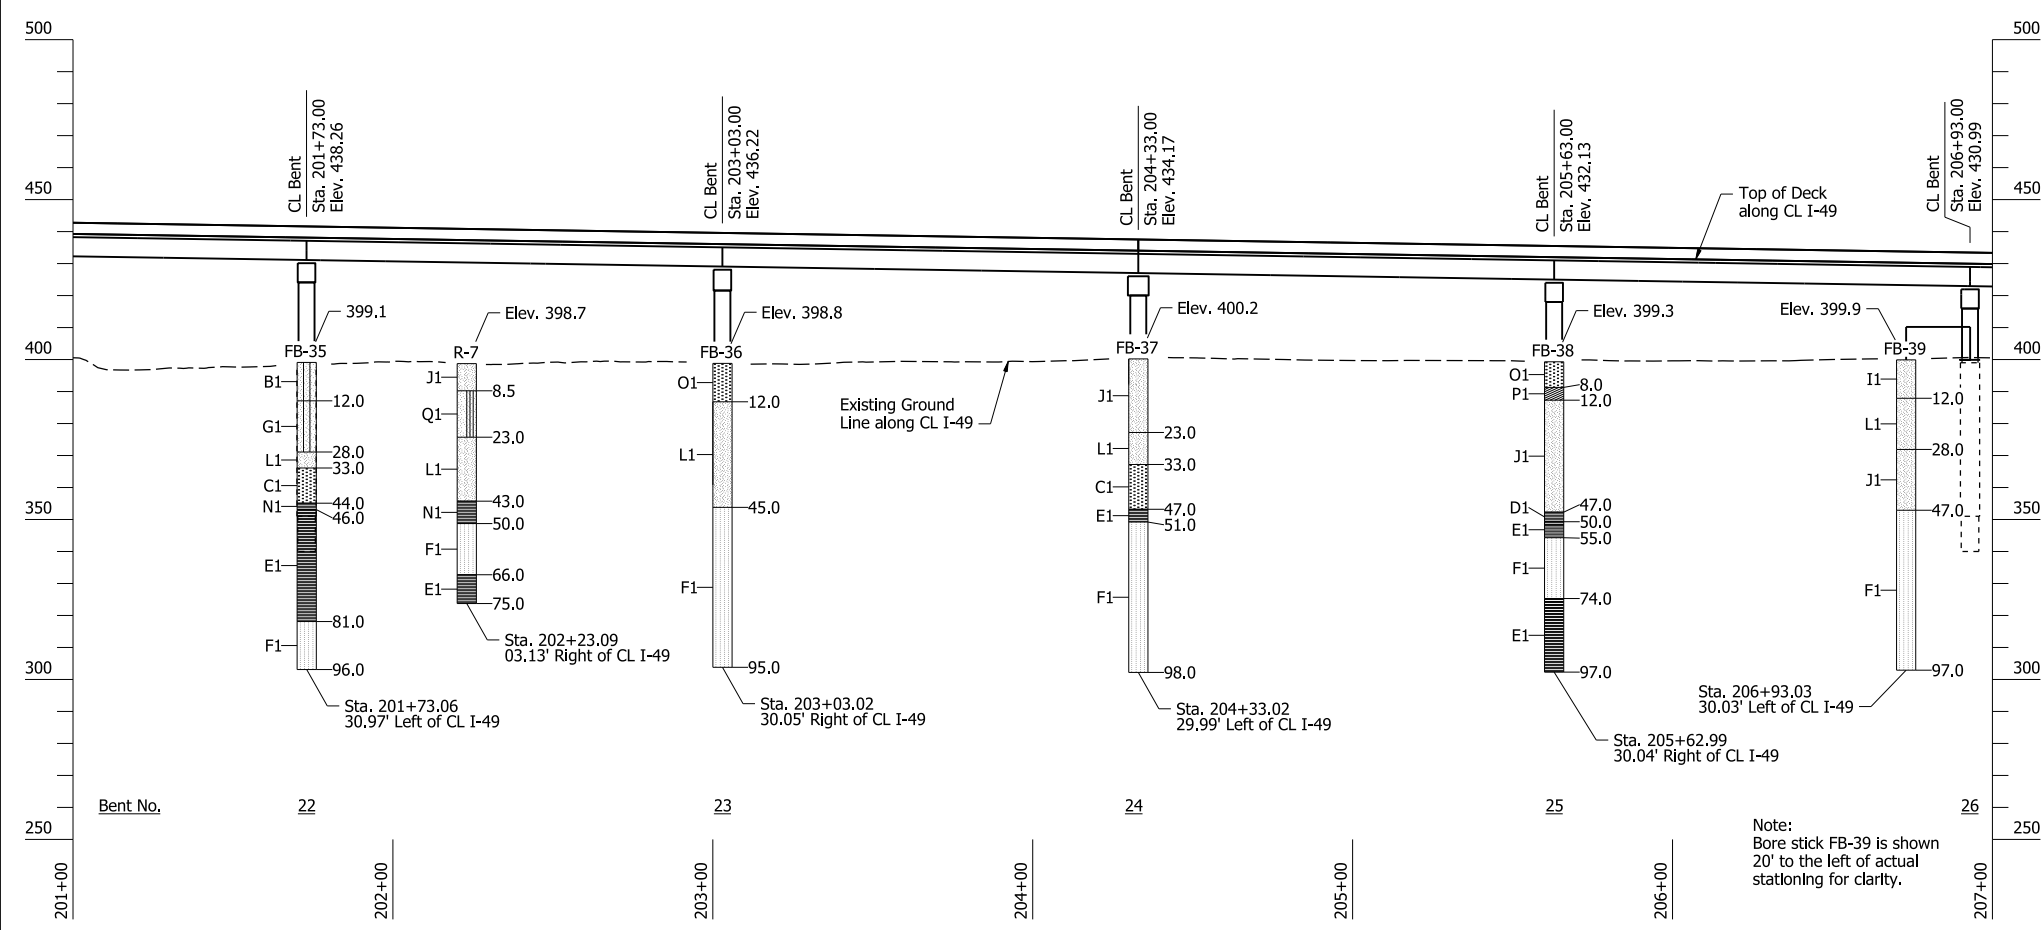 500
500
CL Bent
Sta. 201+73.00
Elev. 438.26
CL Bent
Sta. 203+03.00
Elev. 436.22
CL Bent
Sta. 204+33.00
Elev. 434.17
CL Bent
Sta. 205+63.00
Elev. 432.13
CL Bent
Sta. 206+93.00
Elev. 430.99
450
450
Top of Deck
along CL I-49
399.1
Elev. 398.7
Elev. 398.8
Elev. 400.2
Elev. 399.3
Elev. 399.9
400
400
FB-35
B1
12.0
G1
28.0
L1
33.0
C1
44.0
N1
46.0
E1
81.0
F1
96.0
Sta. 201+73.06
30.97' Left of CL I-49
R-7
J1
8.5
Q1
23.0
L1
43.0
N1
50.0
F1
66.0
E1
75.0
Sta. 202+23.09
03.13' Right of CL I-49
FB-36
O1
12.0
L1
45.0
F1
95.0
Sta. 203+03.02
30.05' Right of CL I-49
Existing Ground
Line along CL I-49
FB-37
J1
23.0
L1
33.0
C1
47.0
E1
51.0
F1
98.0
Sta. 204+33.02
29.99' Left of CL I-49
FB-38
O1
8.0
P1
12.0
J1
47.0
D1
50.0
E1
55.0
F1
74.0
E1
97.0
Sta. 205+62.99
30.04' Right of CL I-49
FB-39
I1
12.0
L1
28.0
J1
47.0
F1
97.0
Sta. 206+93.03
30.03' Left of CL I-49
350
350
300
300
Bent No.
22
23
24
25
26
250
250
Note:
Bore stick FB-39 is shown
20' to the left of actual
stationing for clarity.
201+00
202+00
203+00
204+00
205+00
206+00
207+00